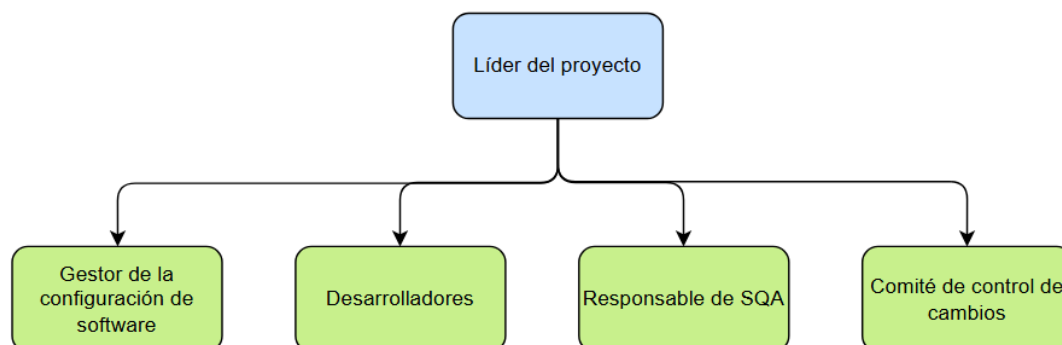 Líder del proyecto
Gestor de la
configuración de
software
Desarrolladores
Responsable de SQA
Comité de control de
cambios